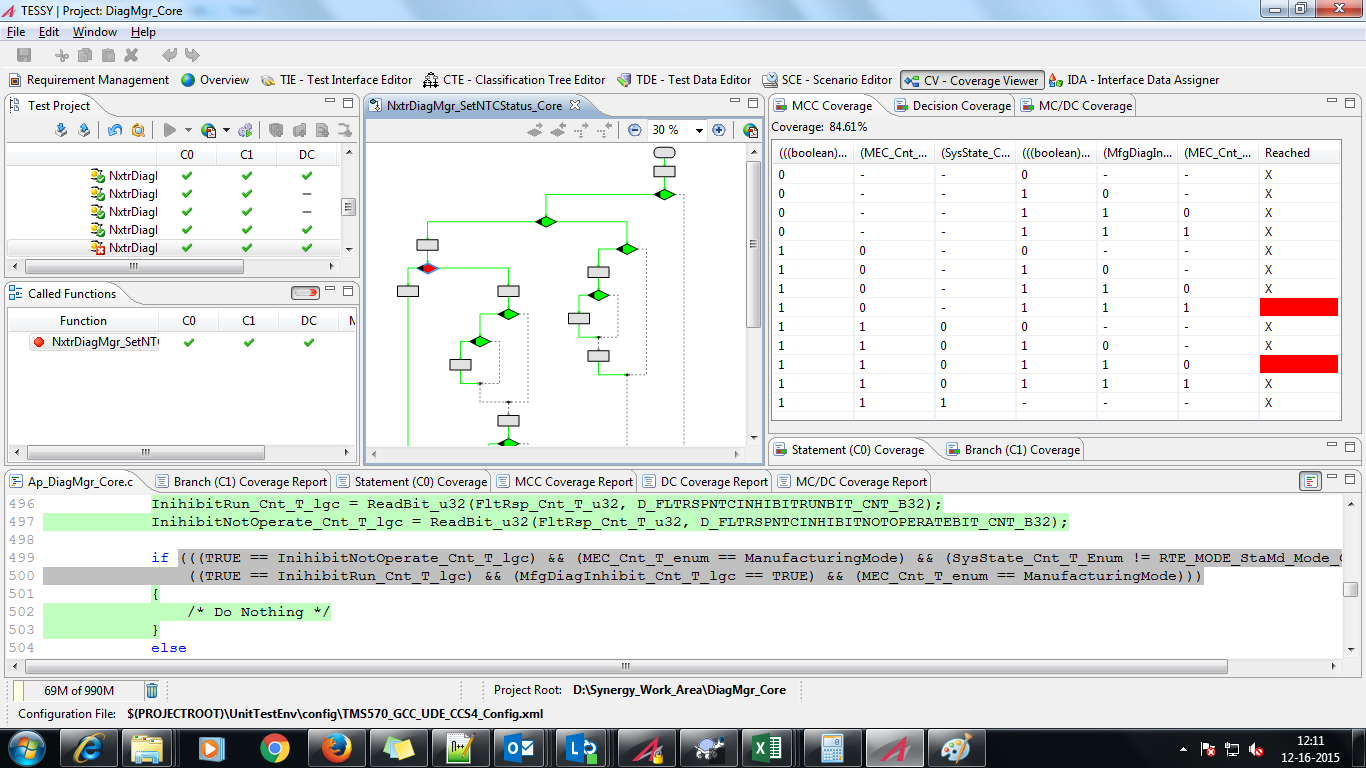 TESSY | Project: DiagMgr_Core
File Edit Window Help
Requirement Management Overview TIE - Test Interface Editor CTE - Classification Tree Editor TDE - Test Data Editor SCE - Scenario Editor CV - Coverage Viewer IDA - Interface Data Assigner
Test Project
C0 C1 DC
NxtrDiagl
NxtrDiagl
NxtrDiagl
NxtrDiagl
NxtrDiagl
Called Functions
Function C0 C1 DC M
NxtrDiagMgr_SetNT
NxtrDiagMgr_SetNTCStatus_Core
30 %
MCC Coverage Decision Coverage MC/DC Coverage
Coverage: 84.61%
(((boolean)... (MEC_Cnt_... (SysState_C... (((boolean)... (MfgDiagIn... (MEC_Cnt_... Reached
0 - - 0 - - X
0 - - 1 0 - X
0 - - 1 1 0 X
0 - - 1 1 1 X
1 0 - 0 - - X
1 0 - 1 0 - X
1 0 - 1 1 0 X
1 0 - 1 1 1
1 1 0 0 - - X
1 1 0 1 0 - X
1 1 0 1 1 0
1 1 0 1 1 1 X
1 1 1 - - - X
Statement (C0) Coverage Branch (C1) Coverage
Ap_DiagMgr_Core.c Branch (C1) Coverage Report Statement (C0) Coverage MCC Coverage Report DC Coverage Report MC/DC Coverage Report
496 InihibitRun_Cnt_T_lgc = ReadBit_u32(FltRsp_Cnt_T_u32, D_FLTRSPNTCINHIBITRUNBIT_CNT_B32);
497 InihibitNotOperate_Cnt_T_lgc = ReadBit_u32(FltRsp_Cnt_T_u32, D_FLTRSPNTCINHIBITNOTOPERATEBIT_CNT_B32);
498
499 if (((TRUE == InihibitNotOperate_Cnt_T_lgc) && (MEC_Cnt_T_enum == ManufacturingMode) && (SysState_Cnt_T_Enum != RTE_MODE_StaMd_Mode_
500 ((TRUE == InihibitRun_Cnt_T_lgc) && (MfgDiagInhibit_Cnt_T_lgc == TRUE) && (MEC_Cnt_T_enum == ManufacturingMode)))
501 {
502 /* Do Nothing */
503 }
504 else
69M of 990M Project Root: D:\Synergy_Work_Area\DiagMgr_Core
Configuration File: $(PROJECTROOT)\UnitTestEnv\config\TMS570_GCC_UDE_CCS4_Config.xml
12:11
12-16-2015